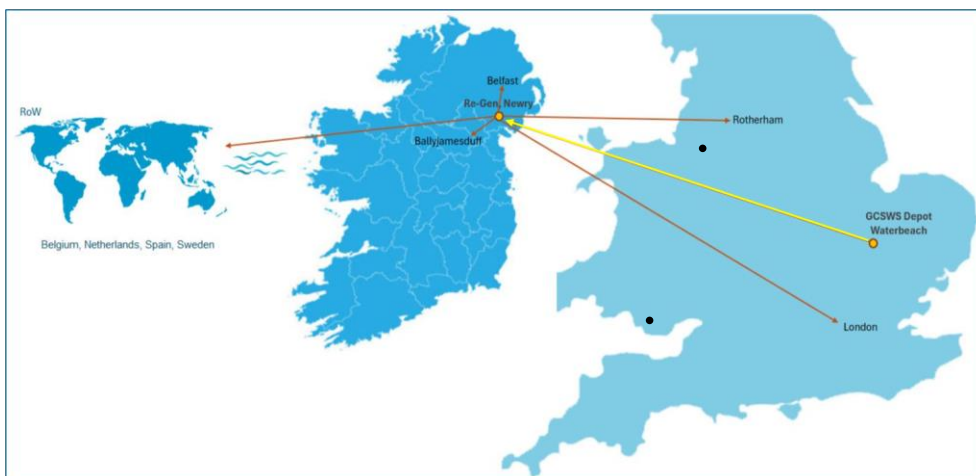 RoW
Belgium, Netherlands, Spain, Sweden
Belfast
Re-Gen, Newry
Ballyjamesduff
Rotherham
GCSWS Depot
Waterbeach
London